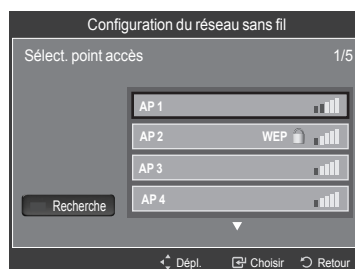 Configuration du réseau sans fil
Sélect. point accès 1/5
AP 1
AP 2 WEP
AP 3
AP 4
Recherche
Dépl. Choisir Retour